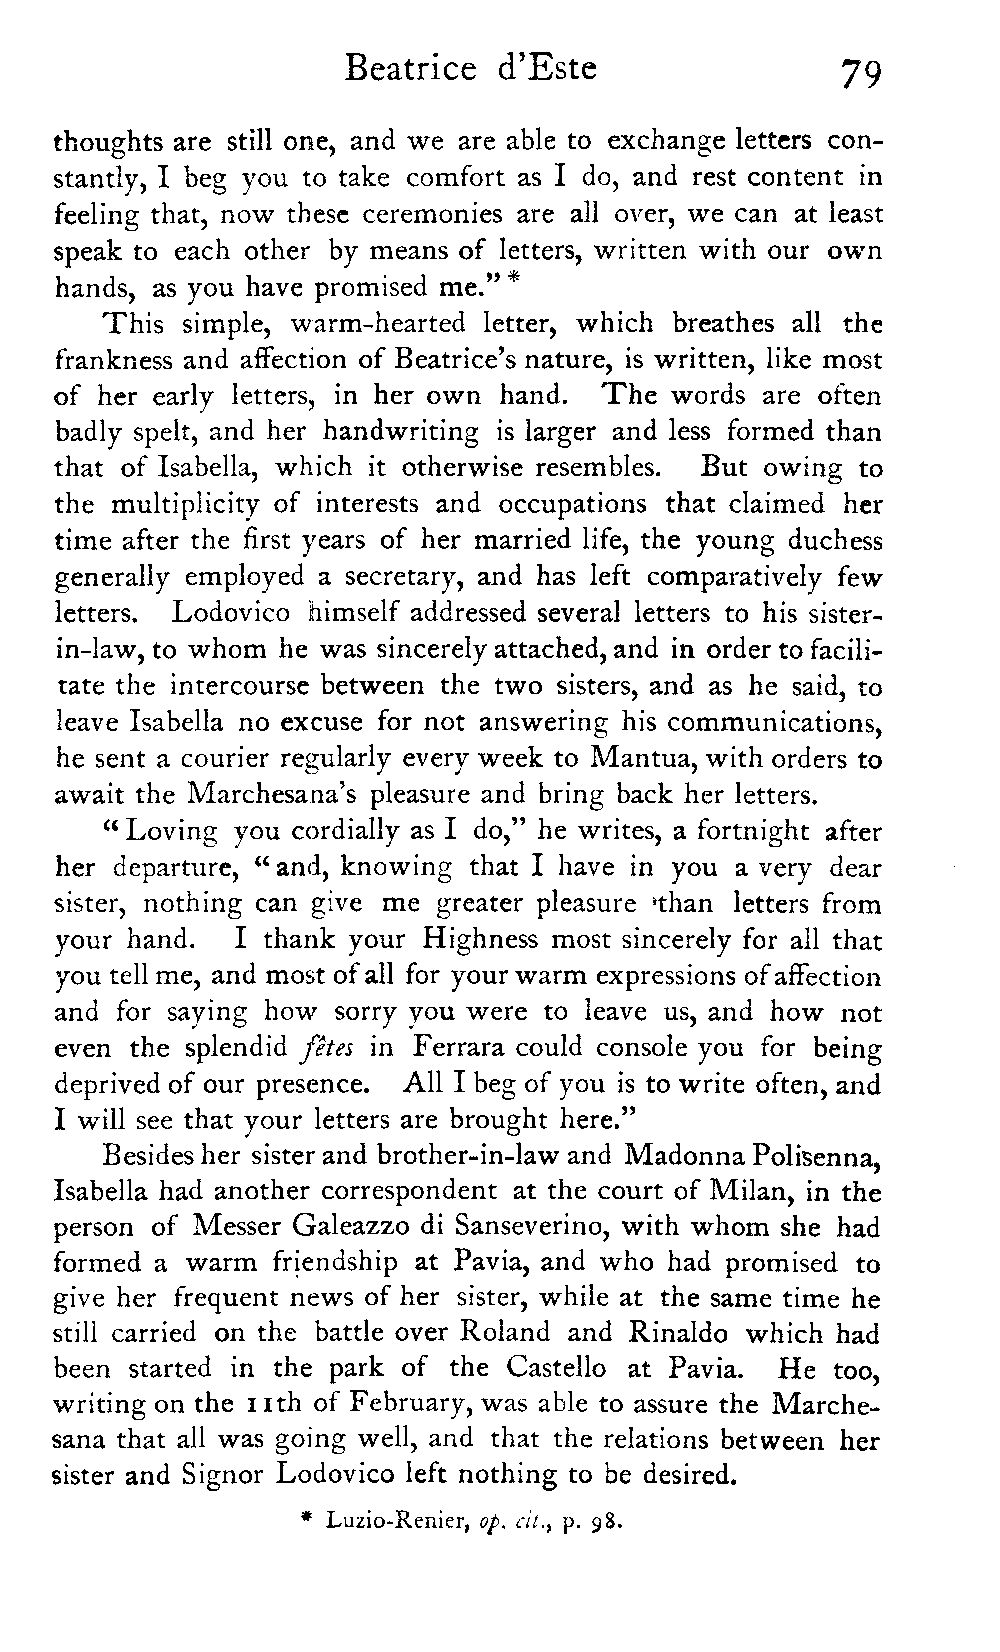 Beatrice d'Este 79
thoughts are still one, and we are able to exchange letters con-
stantly, I beg you to take comfort as I do, and rest content in
feeling that, now these ceremonies are all over, we can at least
speak to each other by means of letters, written with our own
hands, as you have promised me." *
This simple, warm-hearted letter, which breathes all the
frankness and affection of Beatrice's nature, is written, like most
of her early letters, in her own hand. The words are often
badly spelt, and her handwriting is larger and less formed than
that of Isabella, which it otherwise resembles. But owing to
the multiplicity of interests and occupations that claimed her
time after the first years of her married life, the young duchess
generally employed a secretary, and has left comparatively few
letters. Lodovico himself addressed several letters to his sister-
in-law, to whom he was sincerely attached, and in order to facili-
tate the intercourse between the two sisters, and as he said, to
leave Isabella no excuse for not answering his communications,
he sent a courier regularly every week to Mantua, with orders to
await the Marchesana's pleasure and bring back her letters.
"Loving you cordially as I do," he writes, a fortnight after
her departure, "and, knowing that I have in you a very dear
sister, nothing can give me greater pleasure than letters from
your hand. I thank your Highness most sincerely for all that
you tell me, and most of all for your warm expressions of affection
and for saying how sorry you were to leave us, and how not
even the splendid fêtes in Ferrara could console you for being
deprived of our presence. All I beg of you is to write often, and
I will see that your letters are brought here."
Besides her sister and brother-in-law and Madonna Polisenna,
Isabella had another correspondent at the court of Milan, in the
person of Messer Galeazzo di Sanseverino, with whom she had
formed a warm friendship at Pavia, and who had promised to
give her frequent news of her sister, while at the same time he
still carried on the battle over Roland and Rinaldo which had
been started in the park of the Castello at Pavia. He too,
writing on the 11th of February, was able to assure the Marche-
sana that all was going well, and that the relations between her
sister and Signor Lodovico left nothing to be desired.
* Luzio-Renier, op. cit., p. 98.